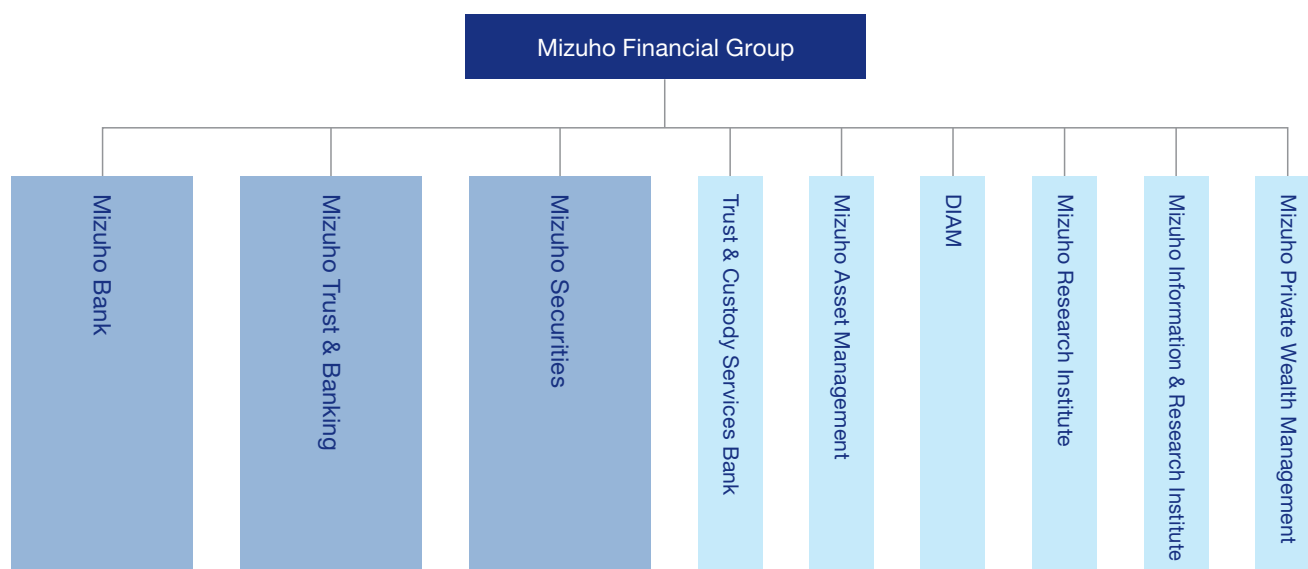 Mizuho Financial Group
Mizuho Bank
Mizuho Trust & Banking
Mizuho Securities
Trust & Custody Services Bank
Mizuho Asset Management
DIAM
Mizuho Research Institute
Mizuho Information & Research Institute
Mizuho Private Wealth Management